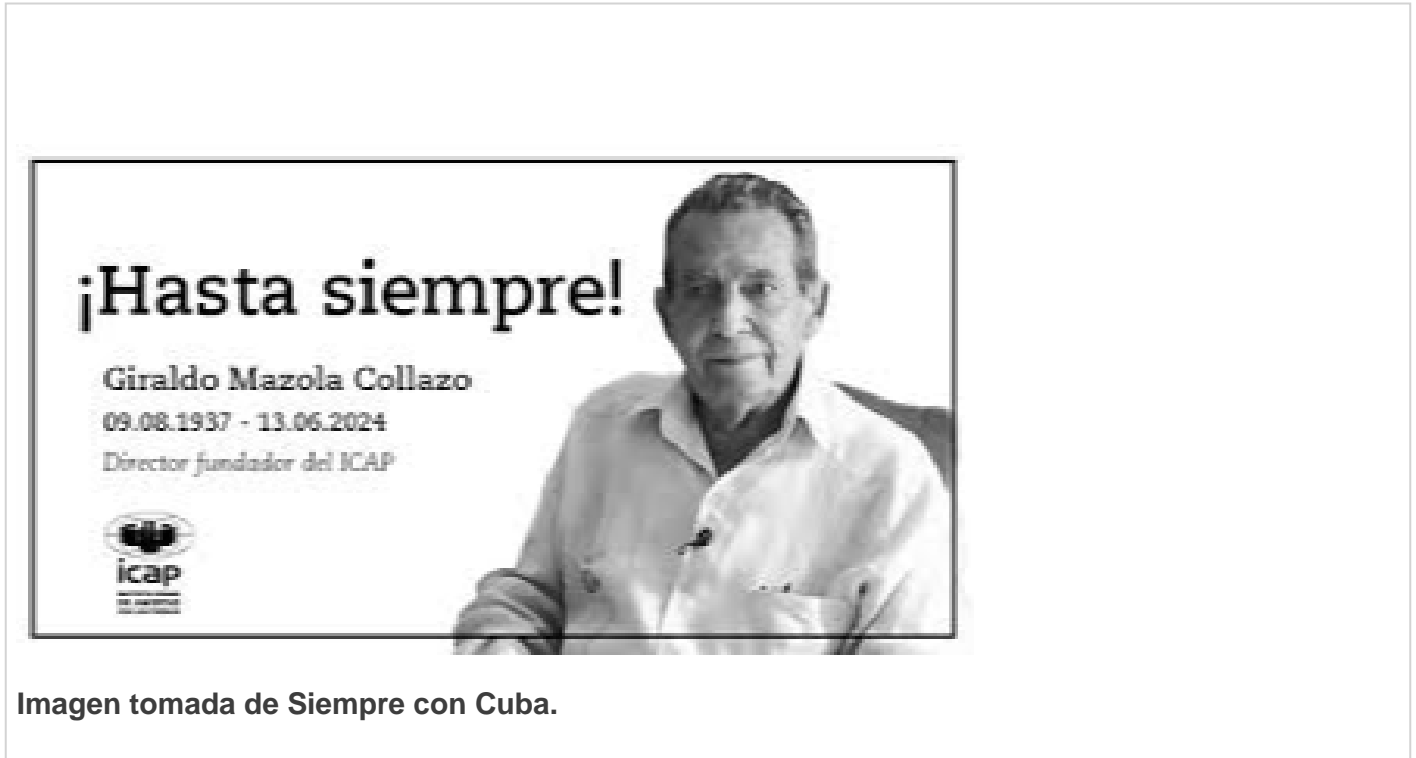 ¡Hasta siempre!
Giraldo Mazola Collazo
09.08.1937 - 13.06.2024
Director fundador del ICAP
icap
Imagen tomada de Siempre con Cuba.